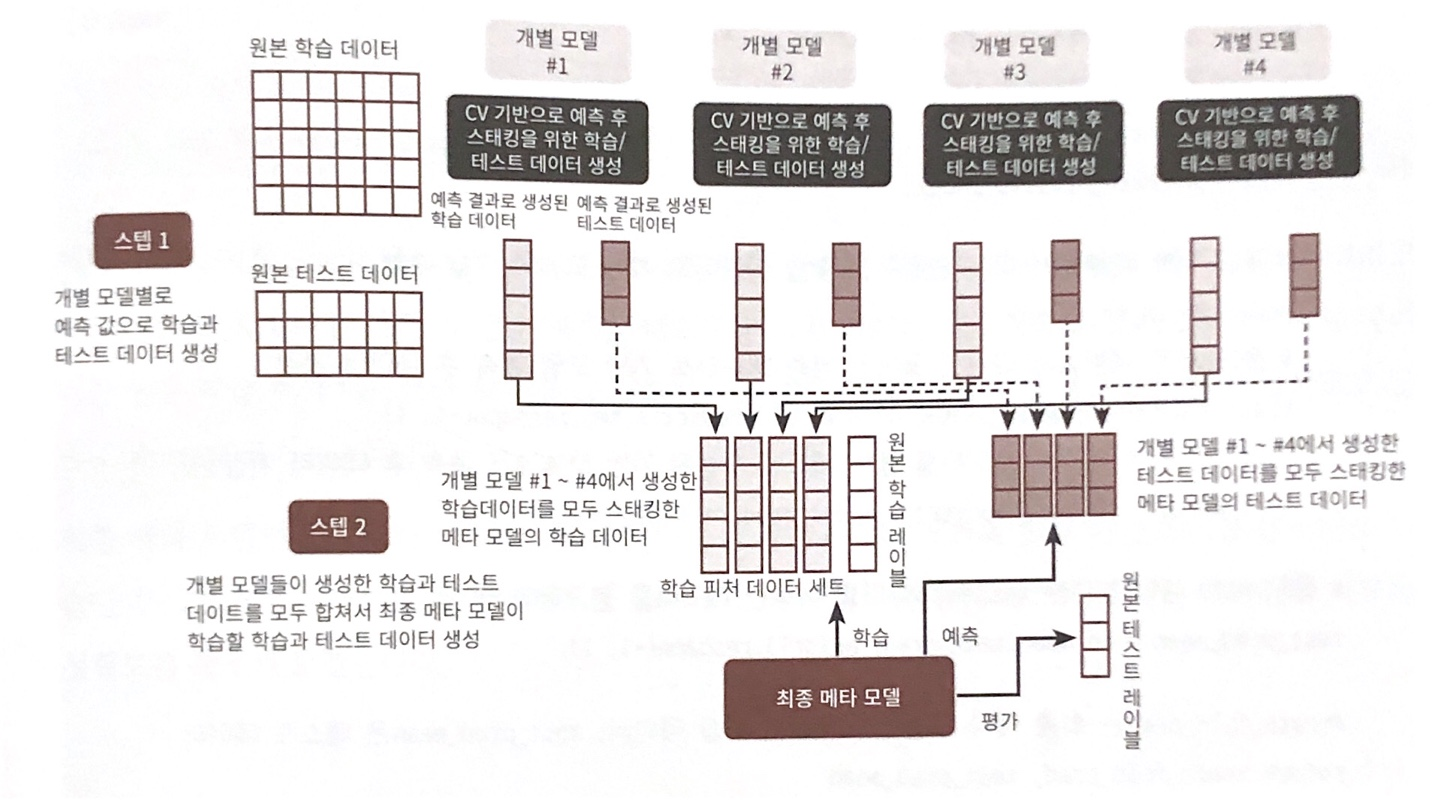 원본 학습 데이터
개별 모델
#1
개별 모델
#2
개별 모델
#3
개별 모델
#4
CV 기반으로 예측 후
스태킹을 위한 학습/
테스트 데이터 생성
CV 기반으로 예측 후
스태킹을 위한 학습/
테스트 데이터 생성
CV 기반으로 예측 후
스태킹을 위한 학습/
테스트 데이터 생성
CV 기반으로 예측 후
스태킹을 위한 학습/
테스트 데이터 생성
예측 결과로 생성된
학습 데이터
예측 결과로 생성된
테스트 데이터
스텝 1
개별 모델별로
예측 값으로 학습과
테스트 데이터 생성
원본 테스트 데이터
개별 모델 #1 ~ #4에서 생성한
학습데이터를 모두 스태킹한
메타 모델의 학습 데이터
원본 학습 레이블
개별 모델 #1 ~ #4에서 생성한
테스트 데이터를 모두 스태킹한
메타 모델의 테스트 데이터
스텝 2
개별 모델들이 생성한 학습과 테스트
데이트를 모두 합쳐서 최종 메타 모델이
학습할 학습과 테스트 데이터 생성
학습 피처 데이터 세트
학습
예측
원본 테스트 레이블
최종 메타 모델
평가